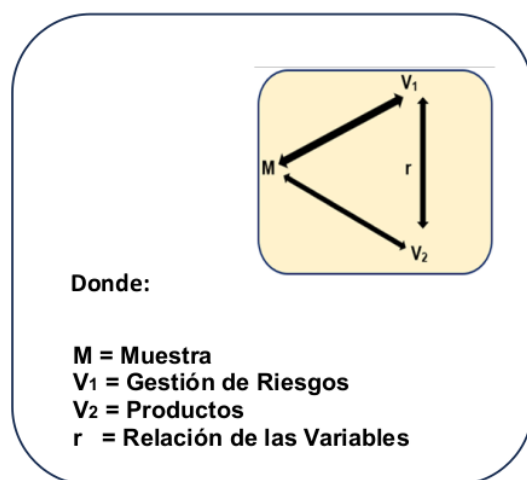 V₁
M
r
V₂
Donde:
M = Muestra
V1 = Gestión de Riesgos
V2 = Productos
r = Relación de las Variables